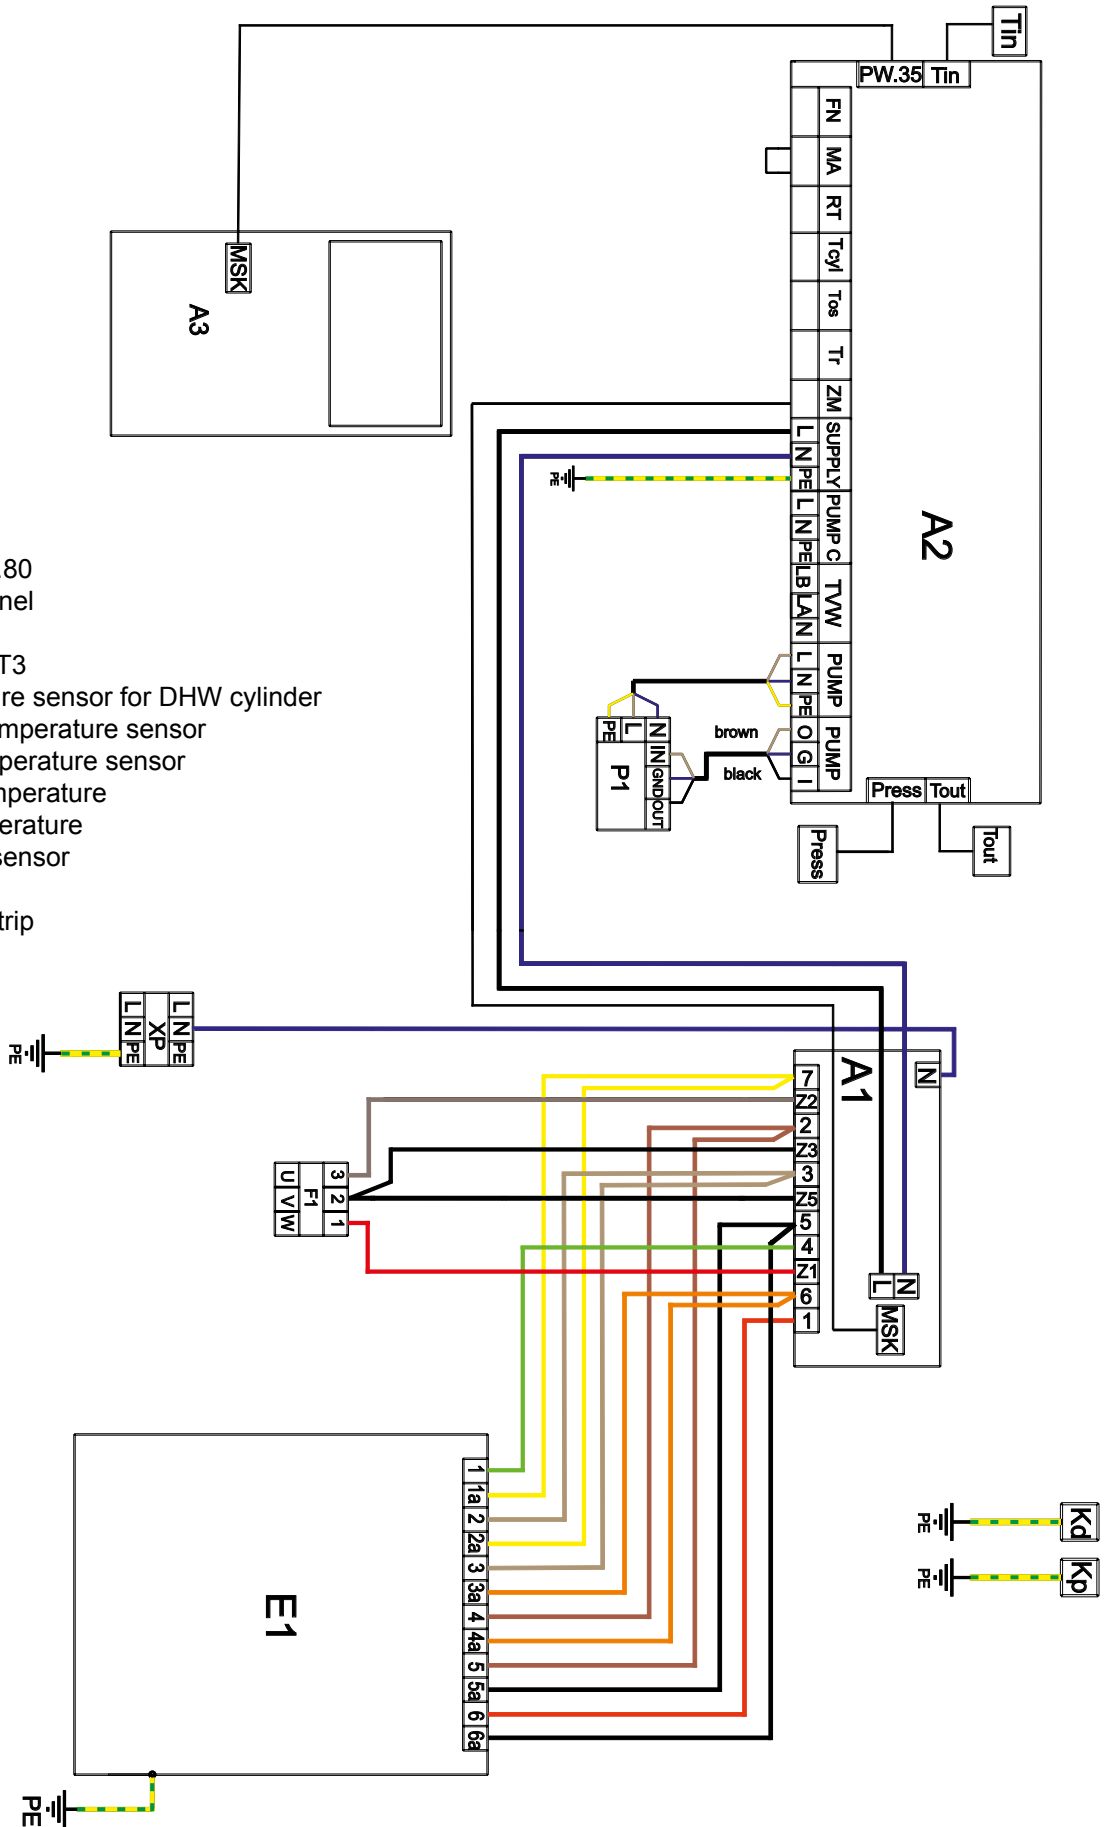 Tin
PW.35 Tin
FN
MA
RT
Tcyl
Tos
Tr
ZM
SUPPLY
L
N
PE
PUMP C
L
N
PE
TVW
LB
LA
N
PUMP
L
N
PE
PUMP
O
G
I
A2
MSK
A3
PE
brown
black
N
L
PE
IN
GND
OUT
P1
Press Tout
Press
Tout
.80
nel
T3
re sensor for DHW cylinder
mperature sensor
perature sensor
mperature
erature
sensor
trip
L N PE
XP
L N PE
PE
A1
N
7
Z2
2
Z3
3
Z5
5
4
Z1
6
1
N
L
MSK
3 2 1
F1
U V W
1
1a
2
2a
3
3a
4
4a
5
5a
6
6a
E1
PE
Kd
PE
Kp
PE